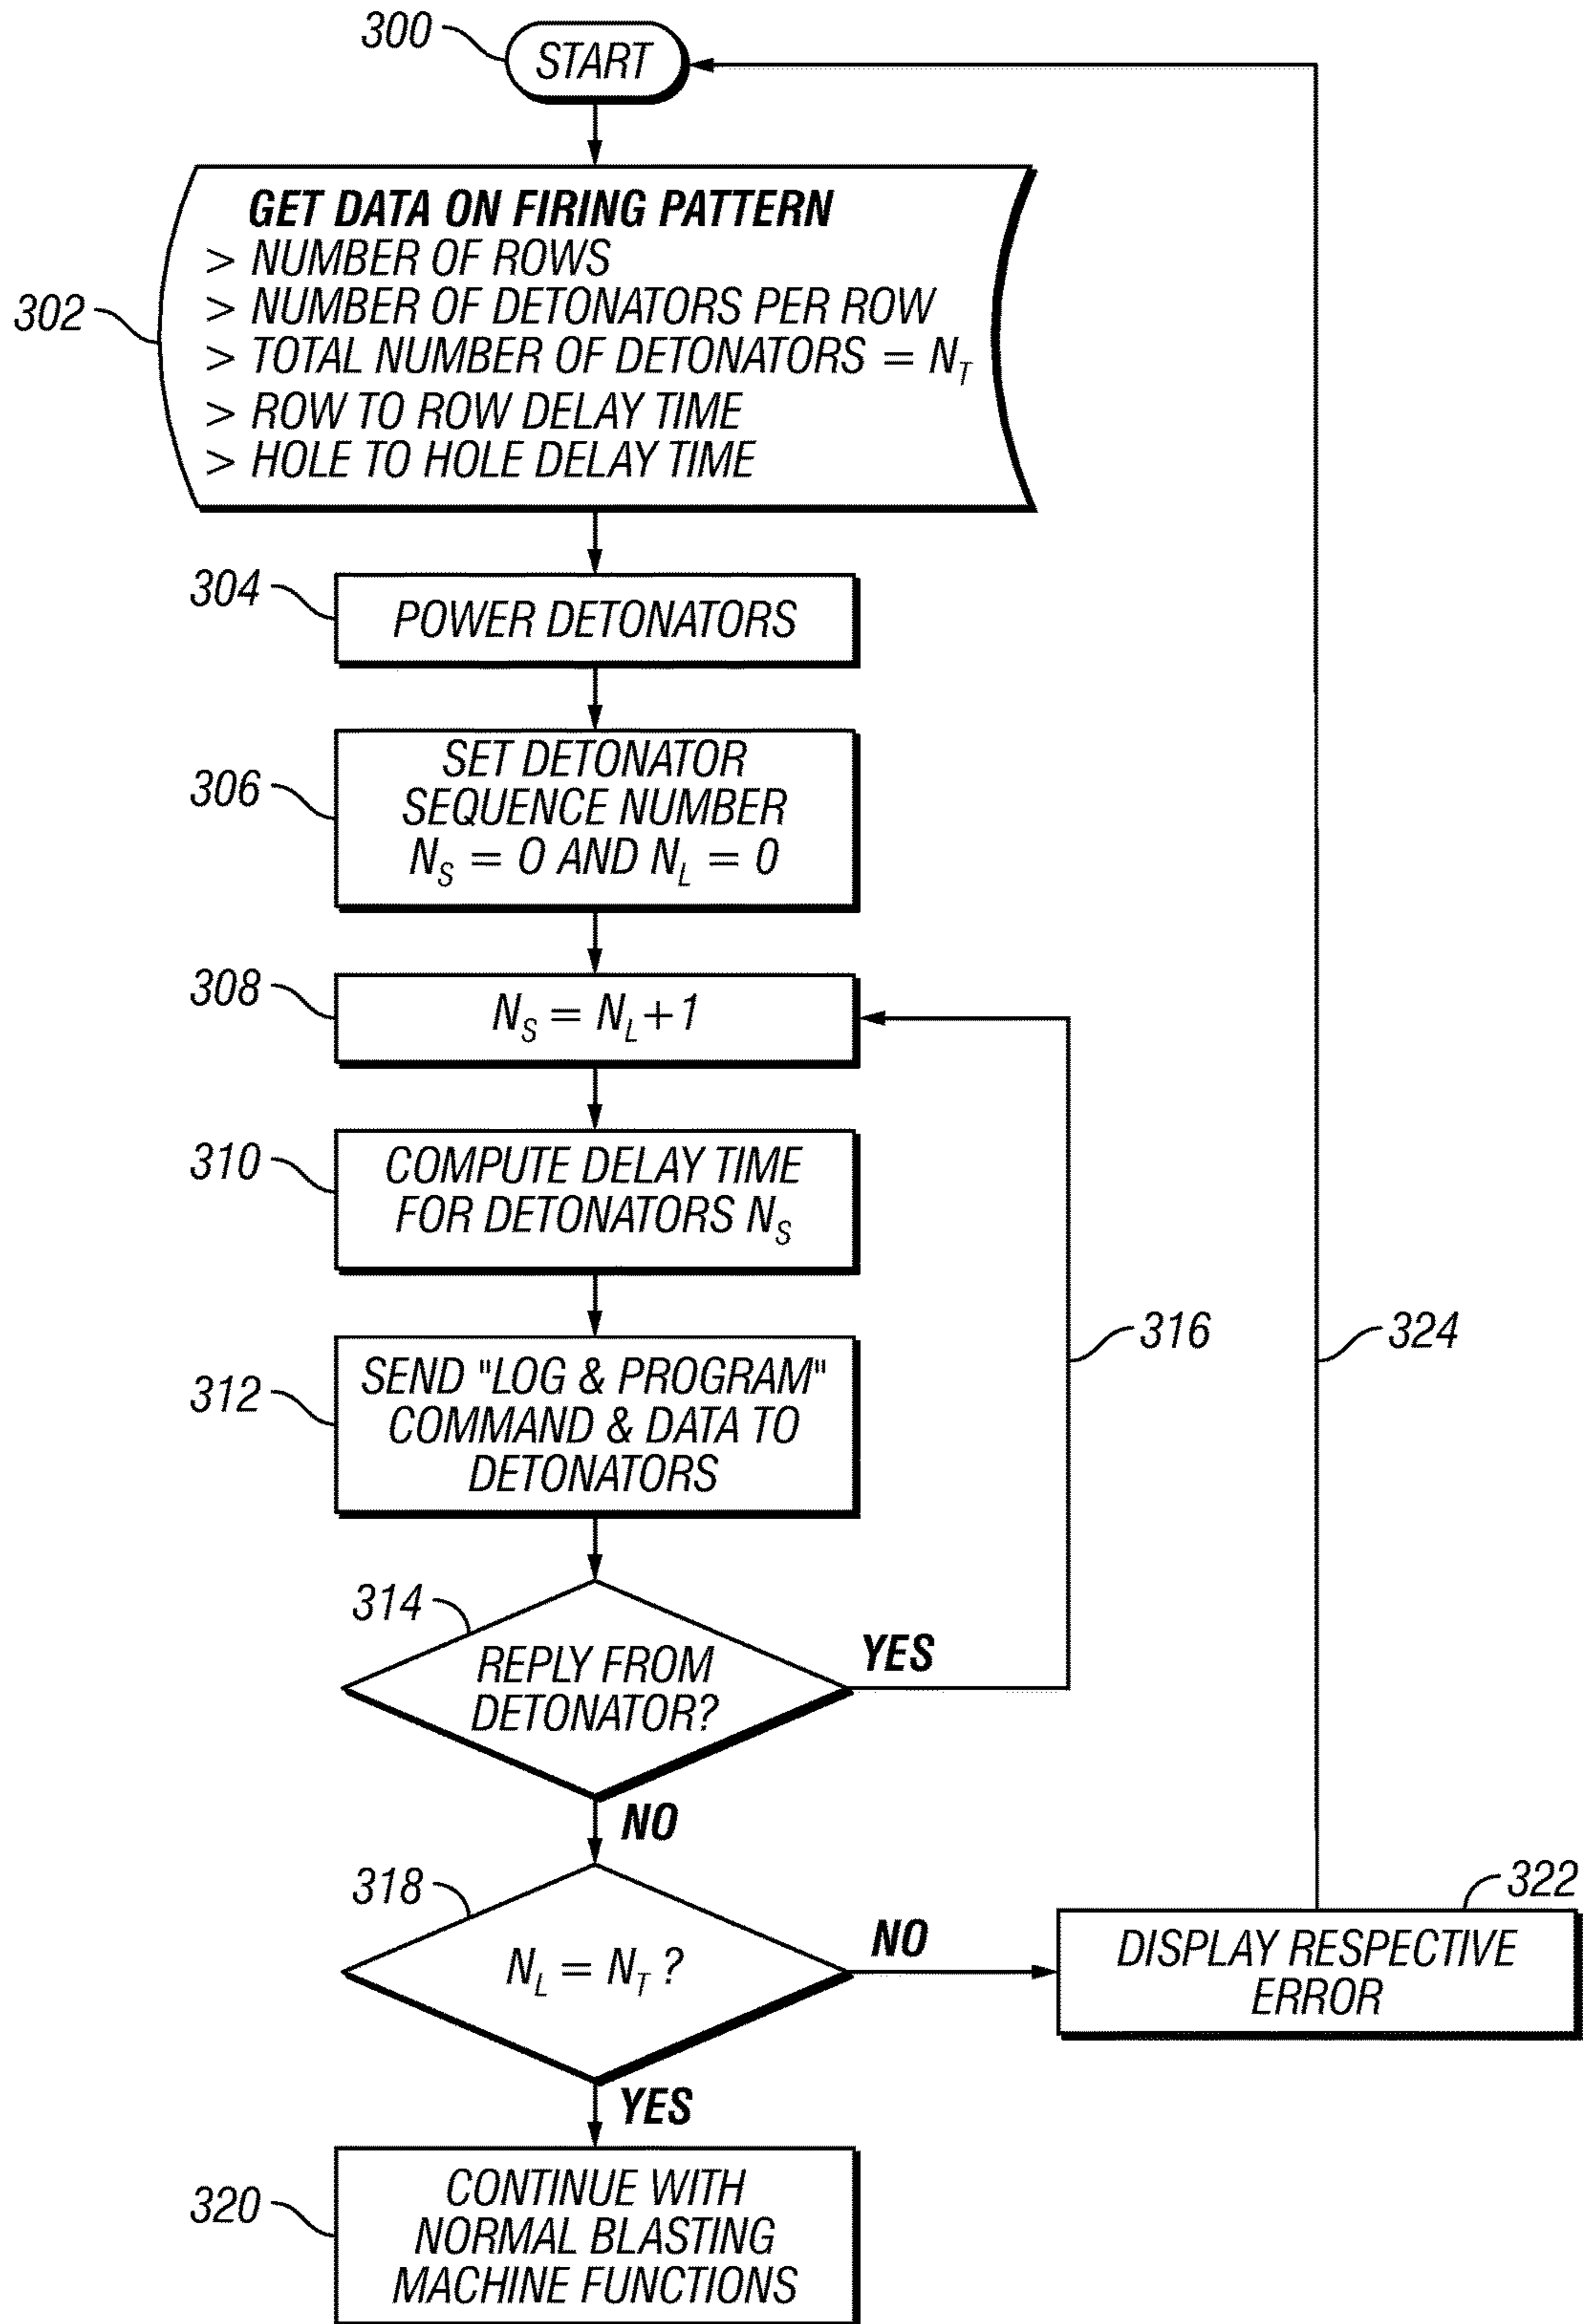 300
START
GET DATA ON FIRING PATTERN
> NUMBER OF ROWS
> NUMBER OF DETONATORS PER ROW
302
> TOTAL NUMBER OF DETONATORS = N_T
> ROW TO ROW DELAY TIME
> HOLE TO HOLE DELAY TIME
304
POWER DETONATORS
306
SET DETONATOR
SEQUENCE NUMBER
N_S = 0 AND N_L = 0
308
N_S = N_L+1
310
COMPUTE DELAY TIME
FOR DETONATORS N_S
316
324
312
SEND "LOG & PROGRAM"
COMMAND & DATA TO
DETONATORS
314
REPLY FROM
DETONATOR?
YES
NO
318
N_L = N_T ?
NO
322
DISPLAY RESPECTIVE
ERROR
YES
320
CONTINUE WITH
NORMAL BLASTING
MACHINE FUNCTIONS